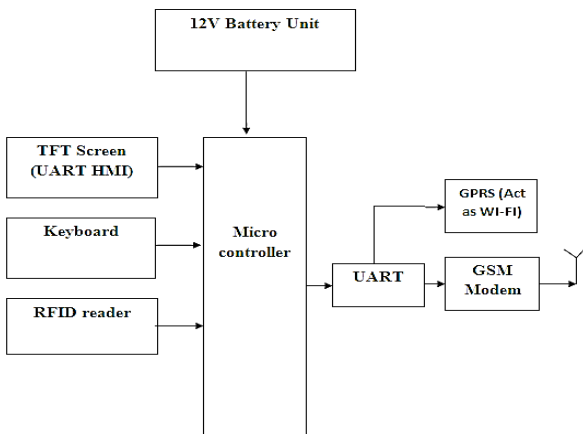 12V Battery Unit
TFT Screen
(UART HMI)
Keyboard
RFID reader
Micro
controller
UART
GPRS (Act
as WI-FI)
GSM
Modem